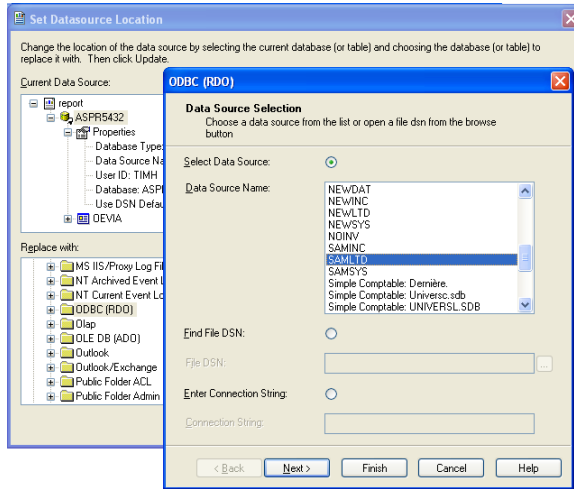 Set Datasource Location
Change the location of the data source by selecting the current database (or table) and choosing the database (or table) to
replace it with. Then click Update.
Current Data Source:
report
ASPR5432
Properties
Database Type:
Data Source Na
User ID: TIMH
Database: ASPI
Use DSN Defau
OEVIA
Replace with:
MS IIS/Proxy Log Fil
NT Archived Event L
NT Current Event Lo
ODBC (RDO)
Olap
OLE DB (ADO)
Outlook
Outlook/Exchange
Public Folder ACL
Public Folder Admin
ODBC (RDO)
Data Source Selection
Choose a data source from the list or open a file dsn from the browse
button
Select Data Source:
Data Source Name:
NEWDAT
NEWINC
NEWLTD
NEWSYS
NOINV
SAMINC
SAMLTD
SAMSYS
Simple Comptable: Dernière.
Simple Comptable: Universc.sdb
Simple Comptable: UNIVERSL.SDB
Find File DSN:
File DSN:
...
Enter Connection String:
Connection String:
< Back
Next >
Finish
Cancel
Help